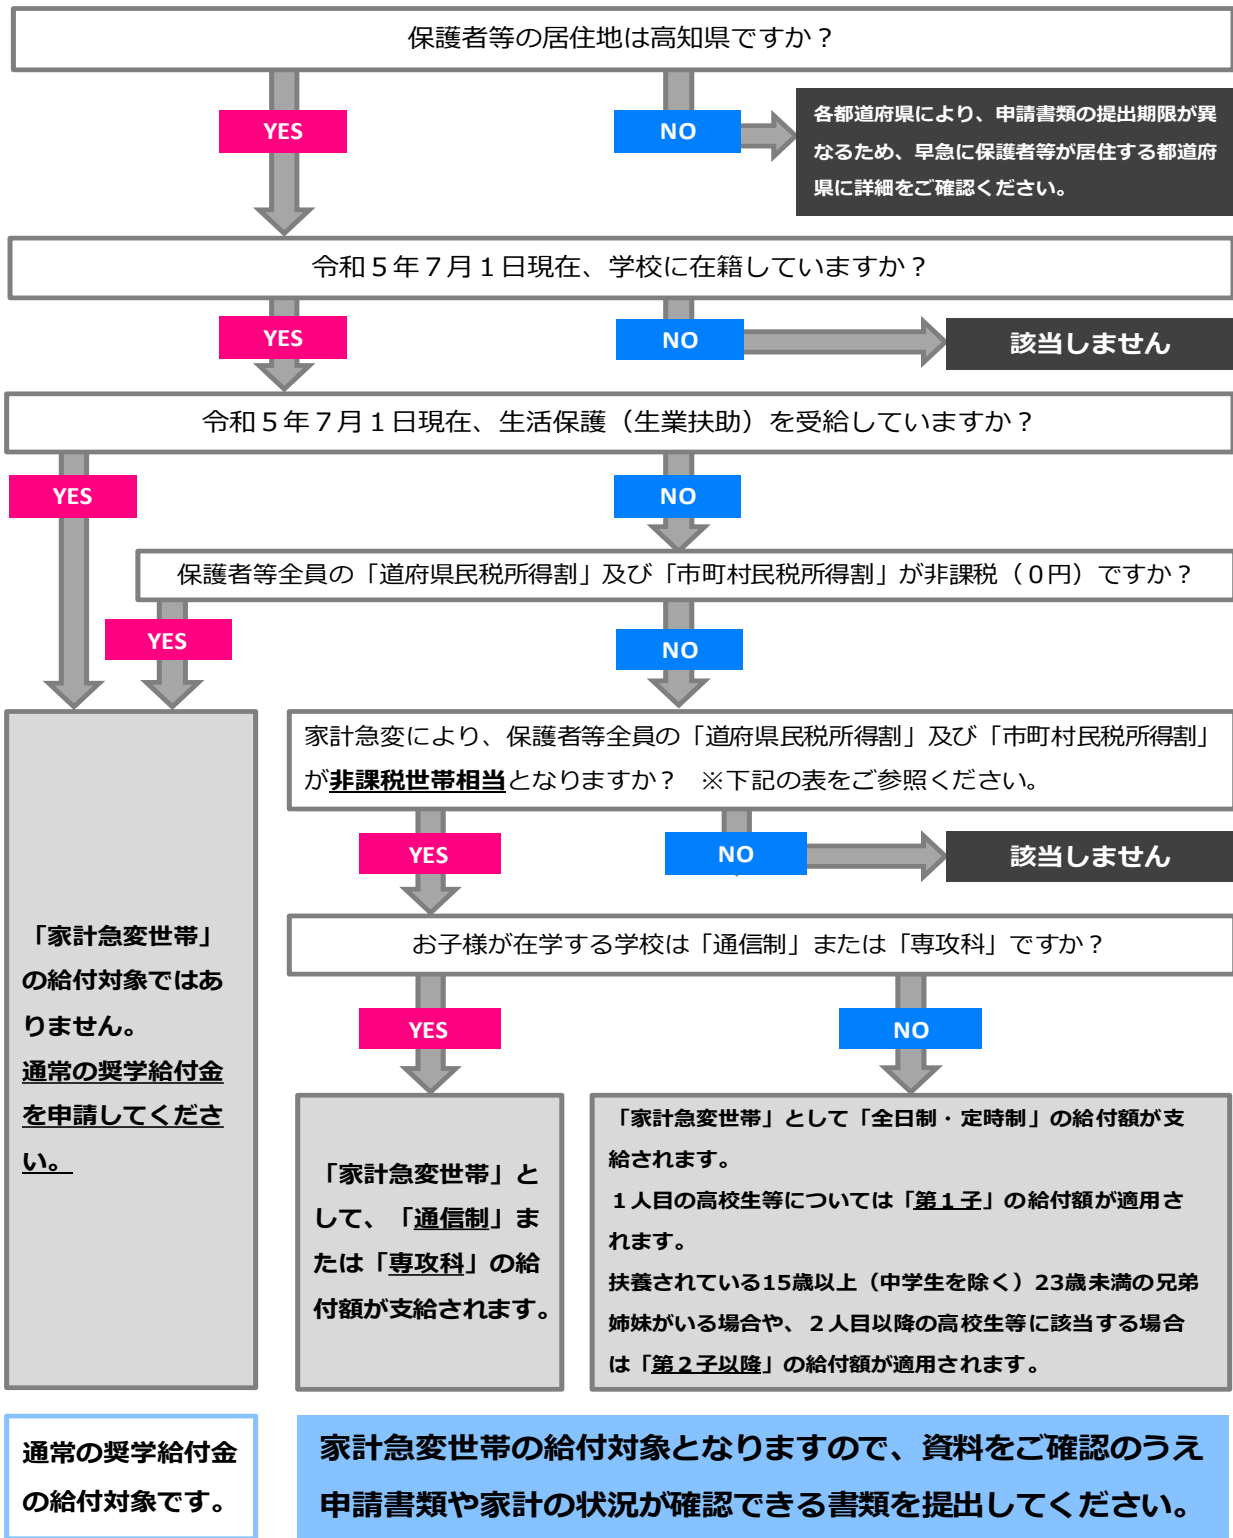 保護者等の居住地は高知県ですか？
YES
NO
各都道府県により、申請書類の提出期限が異
なるため、早急に保護者等が居住する都道府
県に詳細をご確認ください。
令和５年７月１日現在、学校に在籍していますか？
YES
NO
該当しません
令和５年７月１日現在、生活保護（生業扶助）を受給していますか？
YES
NO
保護者等全員の「道府県民税所得割」及び「市町村民税所得割」が非課税（０円）ですか？
YES
NO
家計急変により、保護者等全員の「道府県民税所得割」及び「市町村民税所得割」
が非課税世帯相当となりますか？　※下記の表をご参照ください。
YES
NO
該当しません
お子様が在学する学校は「通信制」または「専攻科」ですか？
YES
NO
「家計急変世帯」
の給付対象ではあ
りません。
通常の奨学給付金
を申請してくださ
い。
「家計急変世帯」と
して、「通信制」ま
たは「専攻科」の給
付額が支給されます。
「家計急変世帯」として「全日制・定時制」の給付額が支
給されます。
１人目の高校生等については「第１子」の給付額が適用さ
れます。
扶養されている15歳以上（中学生を除く）23歳未満の兄弟
姉妹がいる場合や、２人目以降の高校生等に該当する場合
は「第２子以降」の給付額が適用されます。
通常の奨学給付金
の給付対象です。
家計急変世帯の給付対象となりますので、資料をご確認のうえ
申請書類や家計の状況が確認できる書類を提出してください。